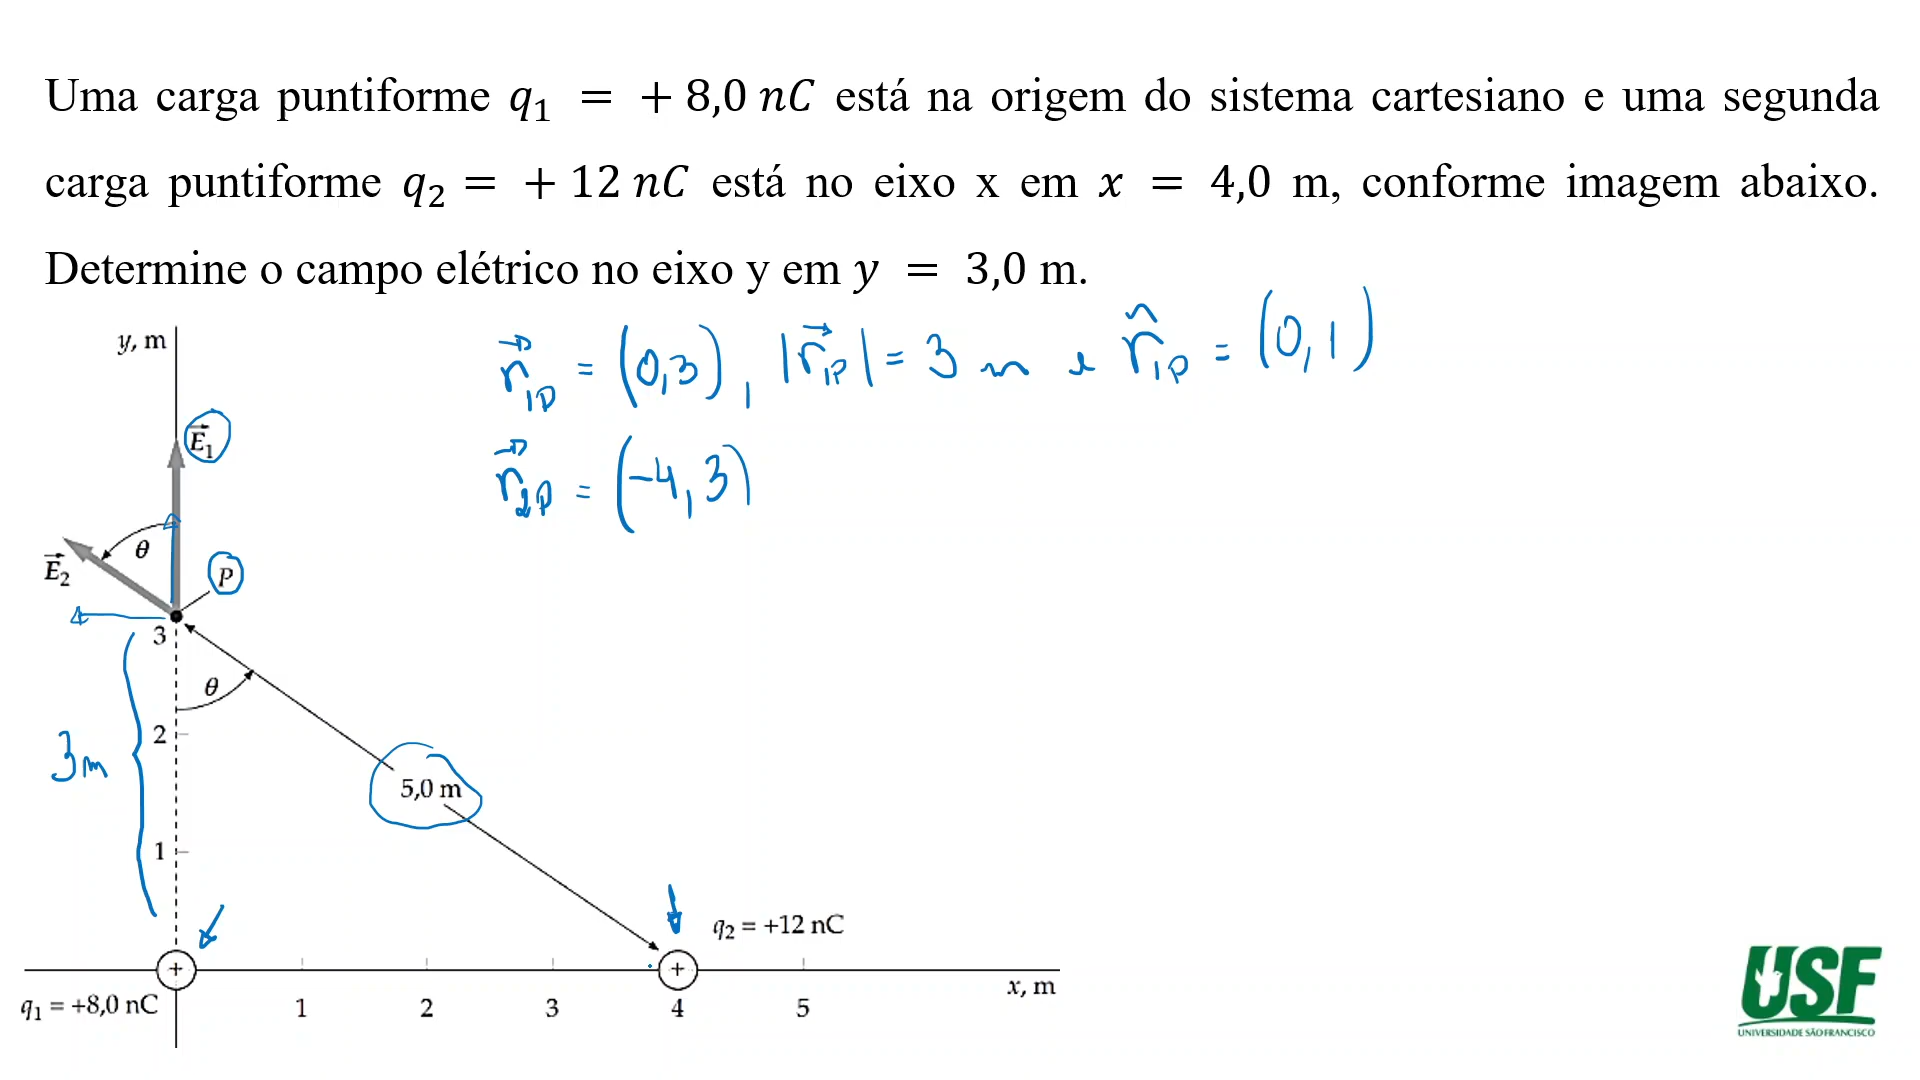 Uma carga puntiforme q₁ = +8,0 nC está na origem do sistema cartesiano e uma segunda
carga puntiforme q₂ = +12 nC está no eixo x em x = 4,0 m, conforme imagem abaixo.
Determine o campo elétrico no eixo y em y = 3,0 m.
r⃗₁P = (0,3), |r⃗₁P| = 3 m e r̂₁P = (0,1)
r⃗₂P = (-4,3)
y, m
E⃗₁
θ
E⃗₂
P
3
θ
2
3m
5,0 m
1
q₂ = +12 nC
+
+
x, m
q₁ = +8,0 nC
1 2 3 4 5
USF
UNIVERSIDADE SÃO FRANCISCO